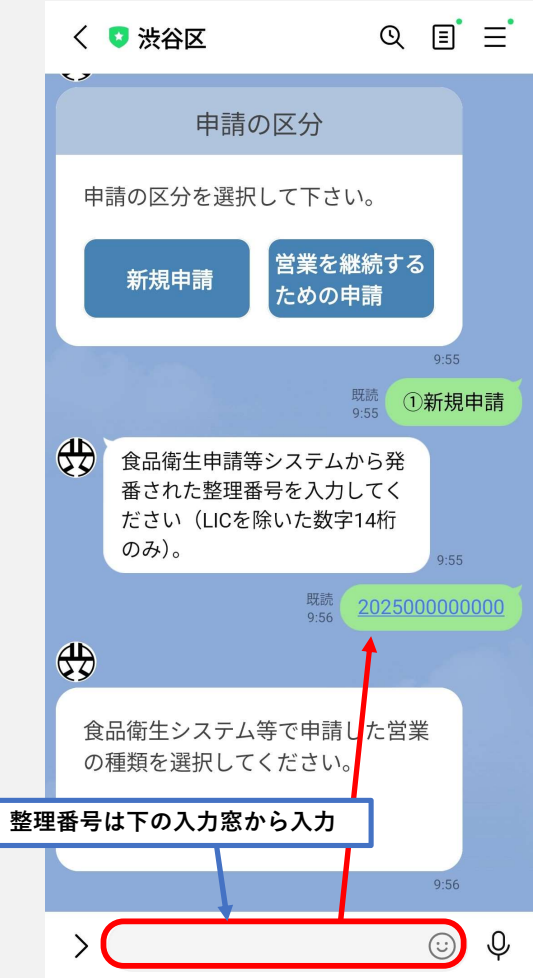 渋谷区
申請の区分
申請の区分を選択して下さい。
新規申請
営業を継続する
ための申請
9:55
既読
9:55
①新規申請
食品衛生申請等システムから発
番された整理番号を入力してく
ださい（LICを除いた数字14桁
のみ）。
9:55
既読
9:56
2025000000000
食品衛生システム等で申請した営業
の種類を選択してください。
整理番号は下の入力窓から入力
9:56